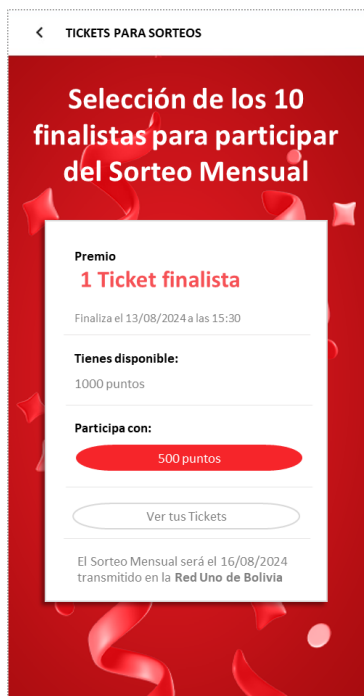 TICKETS PARA SORTEOS
Selección de los 10
finalistas para participar
del Sorteo Mensual
Premio
1 Ticket finalista
Finaliza el 13/08/2024 a las 15:30
Tienes disponible:
1000 puntos
Participa con:
500 puntos
Ver tus Tickets
El Sorteo Mensual será el 16/08/2024
transmitido en la Red Uno de Bolivia